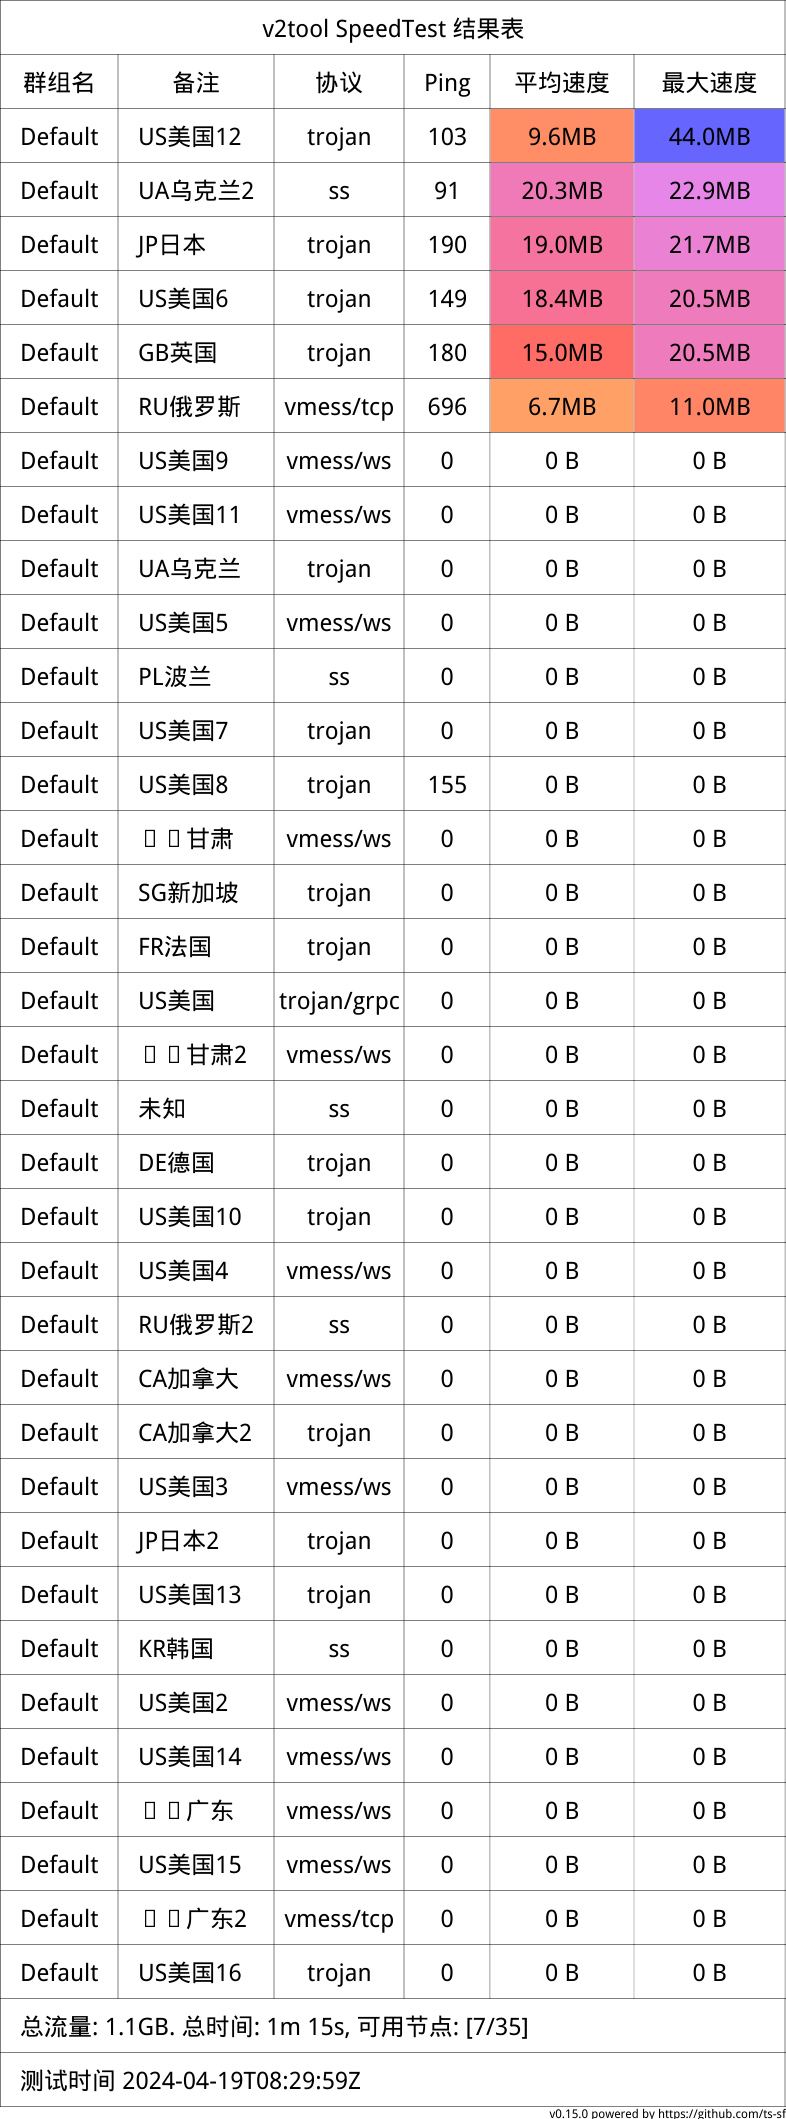 v2tool SpeedTest 结果表
群组名 备注 协议 Ping 平均速度 最大速度
Default US美国12 trojan 103 9.6MB 44.0MB
Default UA乌克兰2 ss 91 20.3MB 22.9MB
Default JP日本 trojan 190 19.0MB 21.7MB
Default US美国6 trojan 149 18.4MB 20.5MB
Default GB英国 trojan 180 15.0MB 20.5MB
Default RU俄罗斯 vmess/tcp 696 6.7MB 11.0MB
Default US美国9 vmess/ws 0 0 B 0 B
Default US美国11 vmess/ws 0 0 B 0 B
Default UA乌克兰 trojan 0 0 B 0 B
Default US美国5 vmess/ws 0 0 B 0 B
Default PL波兰 ss 0 0 B 0 B
Default US美国7 trojan 0 0 B 0 B
Default US美国8 trojan 155 0 B 0 B
Default 甘肃 vmess/ws 0 0 B 0 B
Default SG新加坡 trojan 0 0 B 0 B
Default FR法国 trojan 0 0 B 0 B
Default US美国 trojan/grpc 0 0 B 0 B
Default 甘肃2 vmess/ws 0 0 B 0 B
Default 未知 ss 0 0 B 0 B
Default DE德国 trojan 0 0 B 0 B
Default US美国10 trojan 0 0 B 0 B
Default US美国4 vmess/ws 0 0 B 0 B
Default RU俄罗斯2 ss 0 0 B 0 B
Default CA加拿大 vmess/ws 0 0 B 0 B
Default CA加拿大2 trojan 0 0 B 0 B
Default US美国3 vmess/ws 0 0 B 0 B
Default JP日本2 trojan 0 0 B 0 B
Default US美国13 trojan 0 0 B 0 B
Default KR韩国 ss 0 0 B 0 B
Default US美国2 vmess/ws 0 0 B 0 B
Default US美国14 vmess/ws 0 0 B 0 B
Default 广东 vmess/ws 0 0 B 0 B
Default US美国15 vmess/ws 0 0 B 0 B
Default 广东2 vmess/tcp 0 0 B 0 B
Default US美国16 trojan 0 0 B 0 B
总流量: 1.1GB. 总时间: 1m 15s, 可用节点: [7/35]
测试时间 2024-04-19T08:29:59Z
v0.15.0 powered by https://github.com/ts-sf